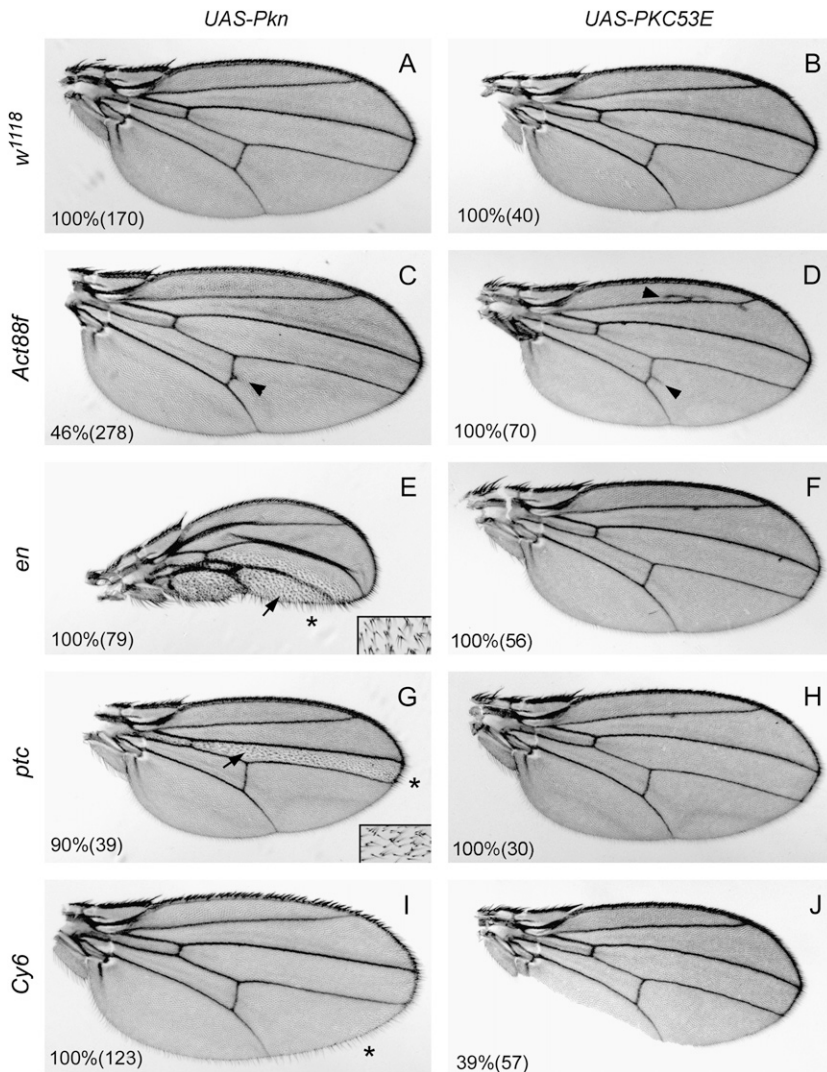 UAS-Pkn UAS-PKC53E
w1118
A
100%(170)
B
100%(40)
Act88f
C
46%(278)
D
100%(70)
en
E
100%(79)
*
F
100%(56)
ptc
G
90%(39)
*
H
100%(30)
Cy6
I
100%(123)
*
J
39%(57)